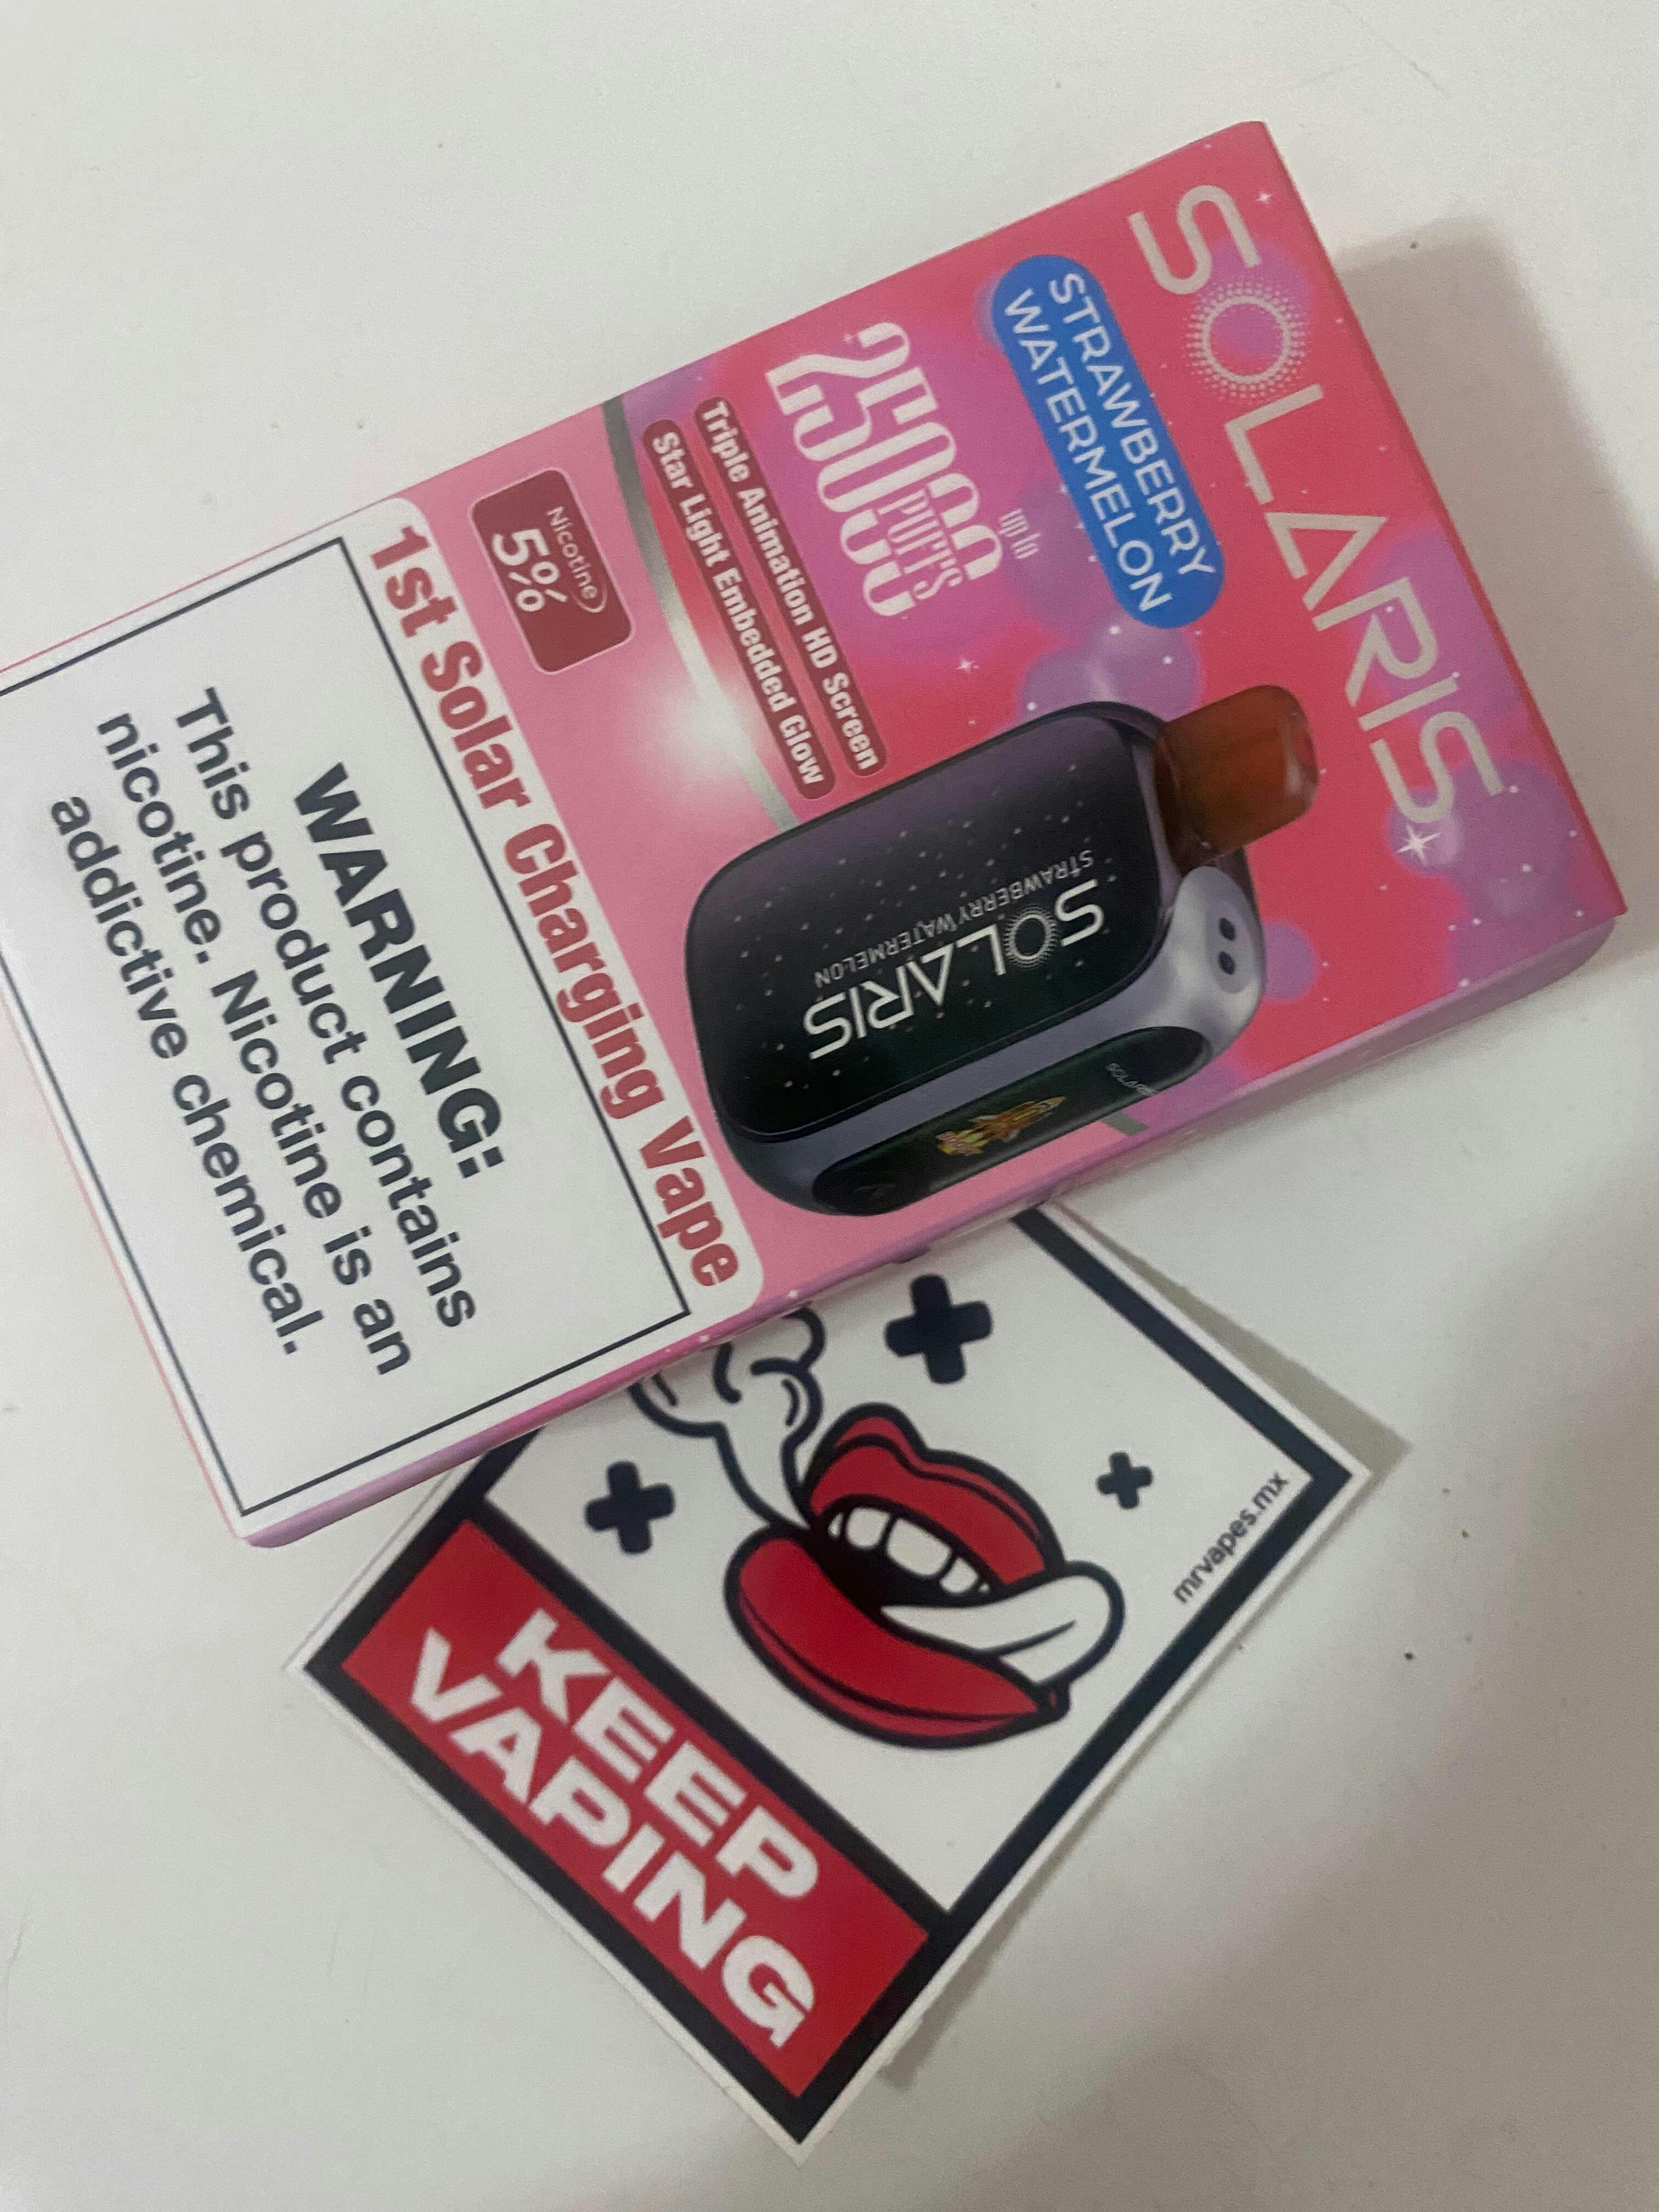 SOLARIS
STRAWBERRY
WATERMELON
up to
25000
PUFFS
Triple Animation HD Screen
Star Light Embedded Glow
SOLARIS
STRAWBERRY WATERMELON
SOLARIS
Nicotine
5%
1st Solar Charging Vape
WARNING:
This product contains
nicotine. Nicotine is an
addictive chemical.
mrvapes.mx
KEEP
VAPING